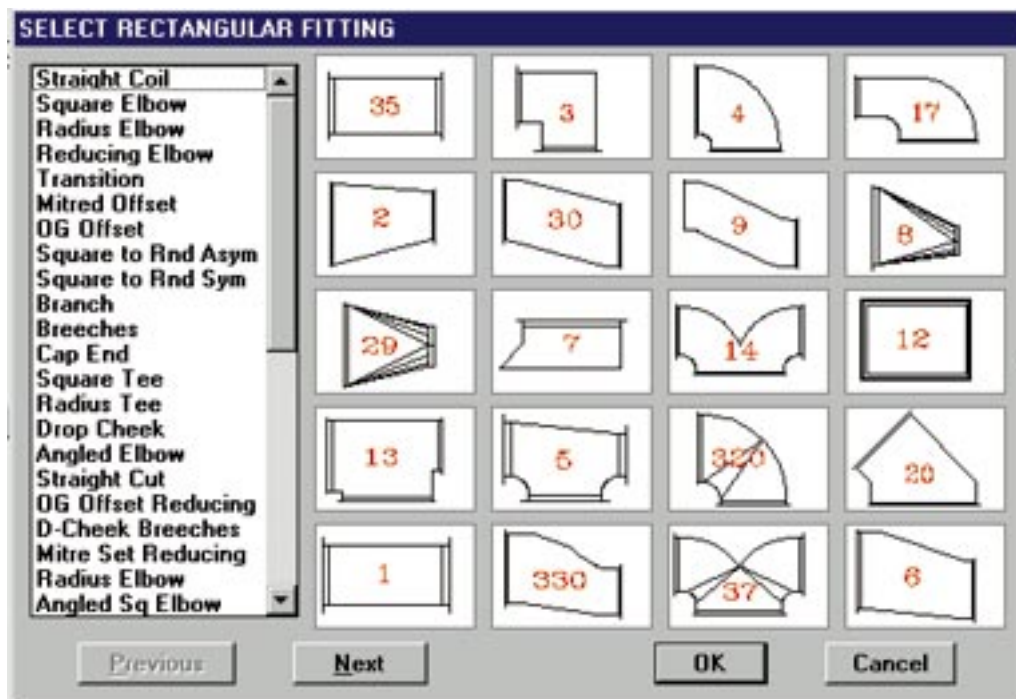 SELECT RECTANGULAR FITTING
Straight Coil
Square Elbow
Radius Elbow
Reducing Elbow
Transition
Mitred Offset
OG Offset
Square to Rnd Asym
Square to Rnd Sym
Branch
Breeches
Cap End
Square Tee
Radius Tee
Drop Cheek
Angled Elbow
Straight Cut
OG Offset Reducing
D-Cheek Breeches
Mitre Set Reducing
Radius Elbow
Angled Sq Elbow
35 3 4 17
2 30 9 8
29 7 14 12
13 5 320 20
1 330 37 6
Previous Next OK Cancel